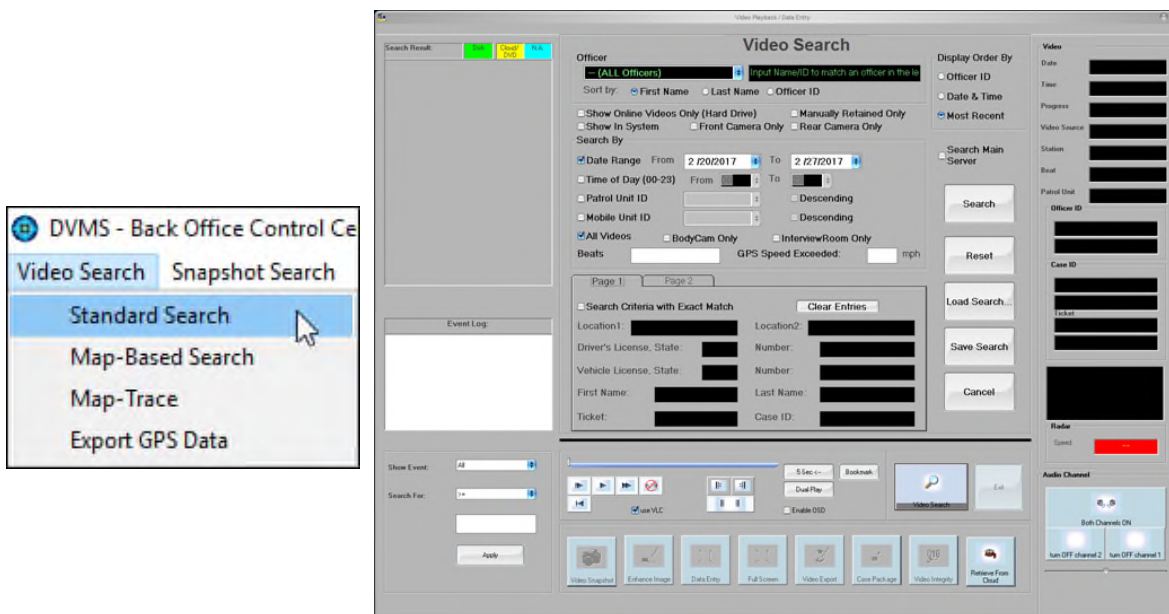 DVMS - Back Office Control Ce
Video Search Snapshot Search
Standard Search
Map-Based Search
Map-Trace
Export GPS Data
Video Playback / Data Entry
Search Result:
Disk
Cloud/ DVD
N.A.
Event Log:
Show Event: All
Search For: >=
Apply
Video Search
Officer
-- (ALL Officers) Input Name/ID to match an officer in the le
Sort by: First Name Last Name Officer ID
Show Online Videos Only (Hard Drive) Manually Retained Only
Show In System Front Camera Only Rear Camera Only
Search By
Date Range From 2 /20/2017 To 2 /27/2017
Time of Day (00-23) From To
Patrol Unit ID Descending
Mobile Unit ID Descending
All Videos BodyCam Only InterviewRoom Only
Beats GPS Speed Exceeded: mph
Page 1 Page 2
Search Criteria with Exact Match Clear Entries
Location1: Location2:
Driver's License, State: Number:
Vehicle License, State: Number:
First Name: Last Name:
Ticket: Case ID:
Display Order By
Officer ID
Date & Time
Most Recent
Search Main
Server
Search
Reset
Load Search...
Save Search
Cancel
5 Sec <-- Bookmark
Dual Play
use VLC
Enable OSD
Video Search
Exit
Video Snapshot
Enhance Image
Data Entry
Full Screen
Video Export
Case Package
Video Integrity
Retrieve From
Cloud
Video
Date
Time
Progress
Video Source
Station
Beat
Patrol Unit
Officer ID
Case ID
Ticket
Radar
Speed: --
Audio Channel
Both Channels ON
turn OFF channel 2 turn OFF channel 1